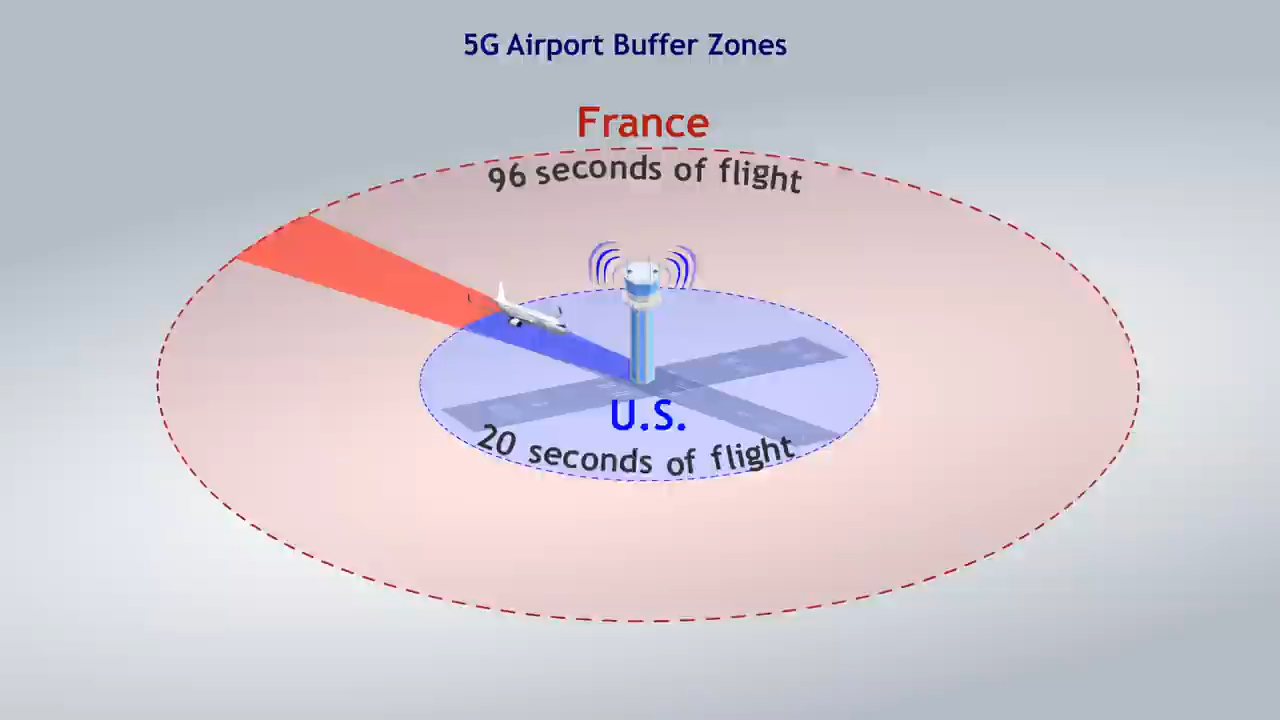 5G Airport Buffer Zones
France
96 seconds of flight
U.S.
20 seconds of flight